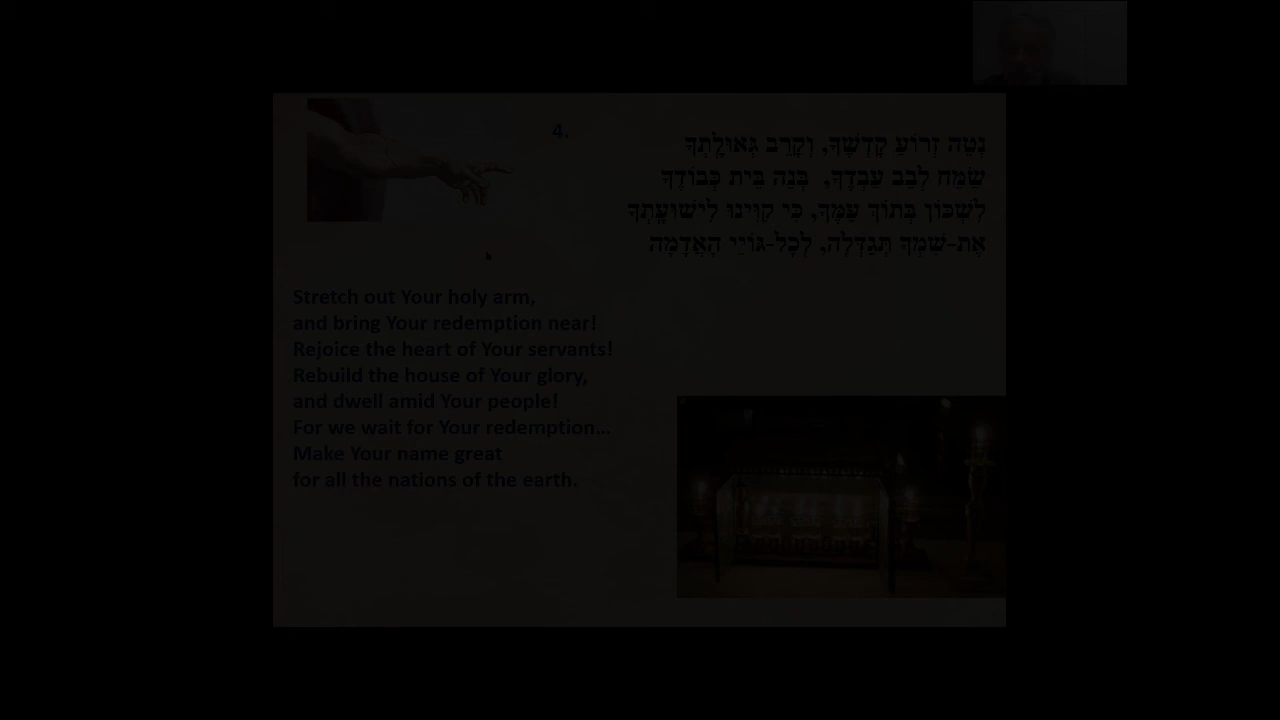 4.
נְטֵה זְרוֹעַ קָדְשֶׁךָ, וְקָרֵב גְּאוּלָתְךָ
שַׂמַּח לְבַב עֲבָדֶךָ, בְּנֵה בֵּית כְּבוֹדֶךָ
לִשְׁכּוֹן בְּתוֹךְ עַמֶּךָ, כִּי קִוִּינוּ לִישׁוּעָתְךָ
אֶת-שִׁמְךָ תְּגַדְּלָה, לְכָל-גּוֹיֵי הָאֲדָמָה
Stretch out Your holy arm,
and bring Your redemption near!
Rejoice the heart of Your servants!
Rebuild the house of Your glory,
and dwell amid Your people!
For we wait for Your redemption…
Make Your name great
for all the nations of the earth.